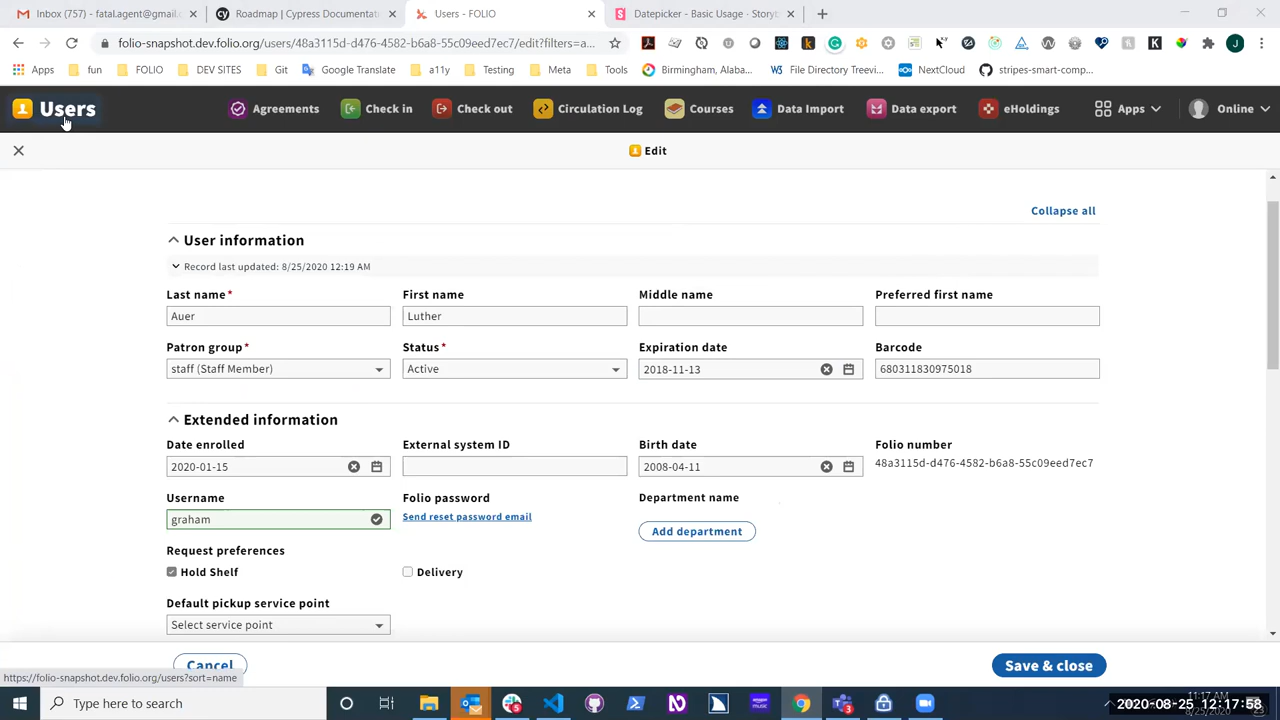 Inbox (757) - fatal.agent@gmail.
Roadmap | Cypress Documentat
Users - FOLIO
Datepicker - Basic Usage - Storyb
folio-snapshot.dev.folio.org/users/48a3115d-d476-4582-b6a8-55c09eed7ec7/edit?filters=a...
Apps
fun
FOLIO
DEV SITES
Git
Google Translate
a11y
Testing
Meta
Tools
Birmingham, Alaba...
File Directory Treevi...
NextCloud
stripes-smart-comp...
Users
Agreements
Check in
Check out
Circulation Log
Courses
Data Import
Data export
eHoldings
Apps
Online
Edit
Collapse all
User information
Record last updated: 8/25/2020 12:19 AM
Last name*
First name
Middle name
Preferred first name
Auer
Luther
Patron group*
Status*
Expiration date
Barcode
staff (Staff Member)
Active
2018-11-13
680311830975018
Extended information
Date enrolled
External system ID
Birth date
Folio number
2020-01-15
2008-04-11
48a3115d-d476-4582-b6a8-55c09eed7ec7
Username
Folio password
Department name
graham
Send reset password email
Add department
Request preferences
Hold Shelf
Delivery
Default pickup service point
Select service point
Cancel
Save & close
https://folio-snapshot.dev.folio.org/users?sort=name
Type here to search
2020-08-25 12:17:58